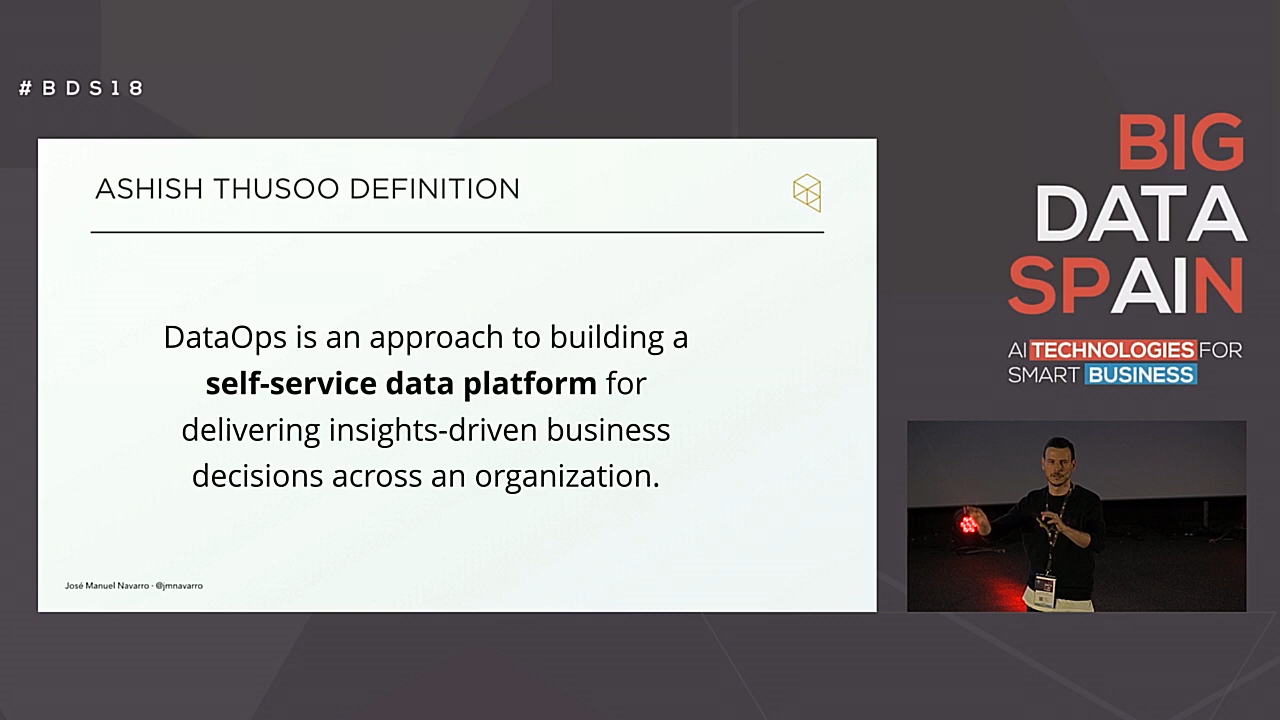 #BDS18
ASHISH THUSOO DEFINITION
DataOps is an approach to building a
self-service data platform for
delivering insights-driven business
decisions across an organization.
José Manuel Navarro - @jmnavarro
BIG
DATA
SPAIN
AI TECHNOLOGIES FOR
SMART BUSINESS